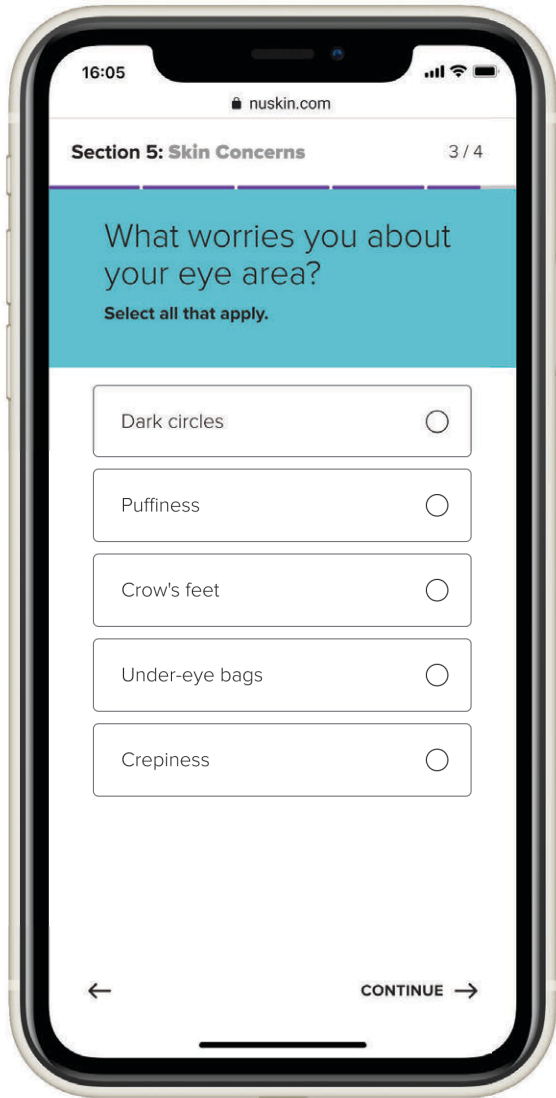 16:05
nuskin.com
Section 5: Skin Concerns
3 / 4
What worries you about
your eye area?
Select all that apply.
Dark circles
Puffiness
Crow's feet
Under-eye bags
Crepiness
CONTINUE